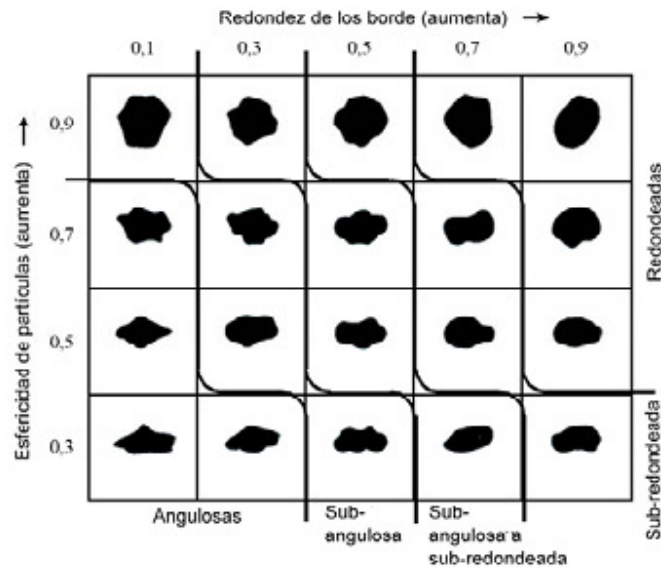 Redondez de los borde (aumenta) →
0,1 0,3 0,5 0,7 0,9
Esfericidad de partículas (aumenta) →
0,9
0,7
0,5
0,3
Redondeadas
Sub-redondeada
Angulosas
Sub-
angulosa
Sub-
angulosa a
sub-redondeada